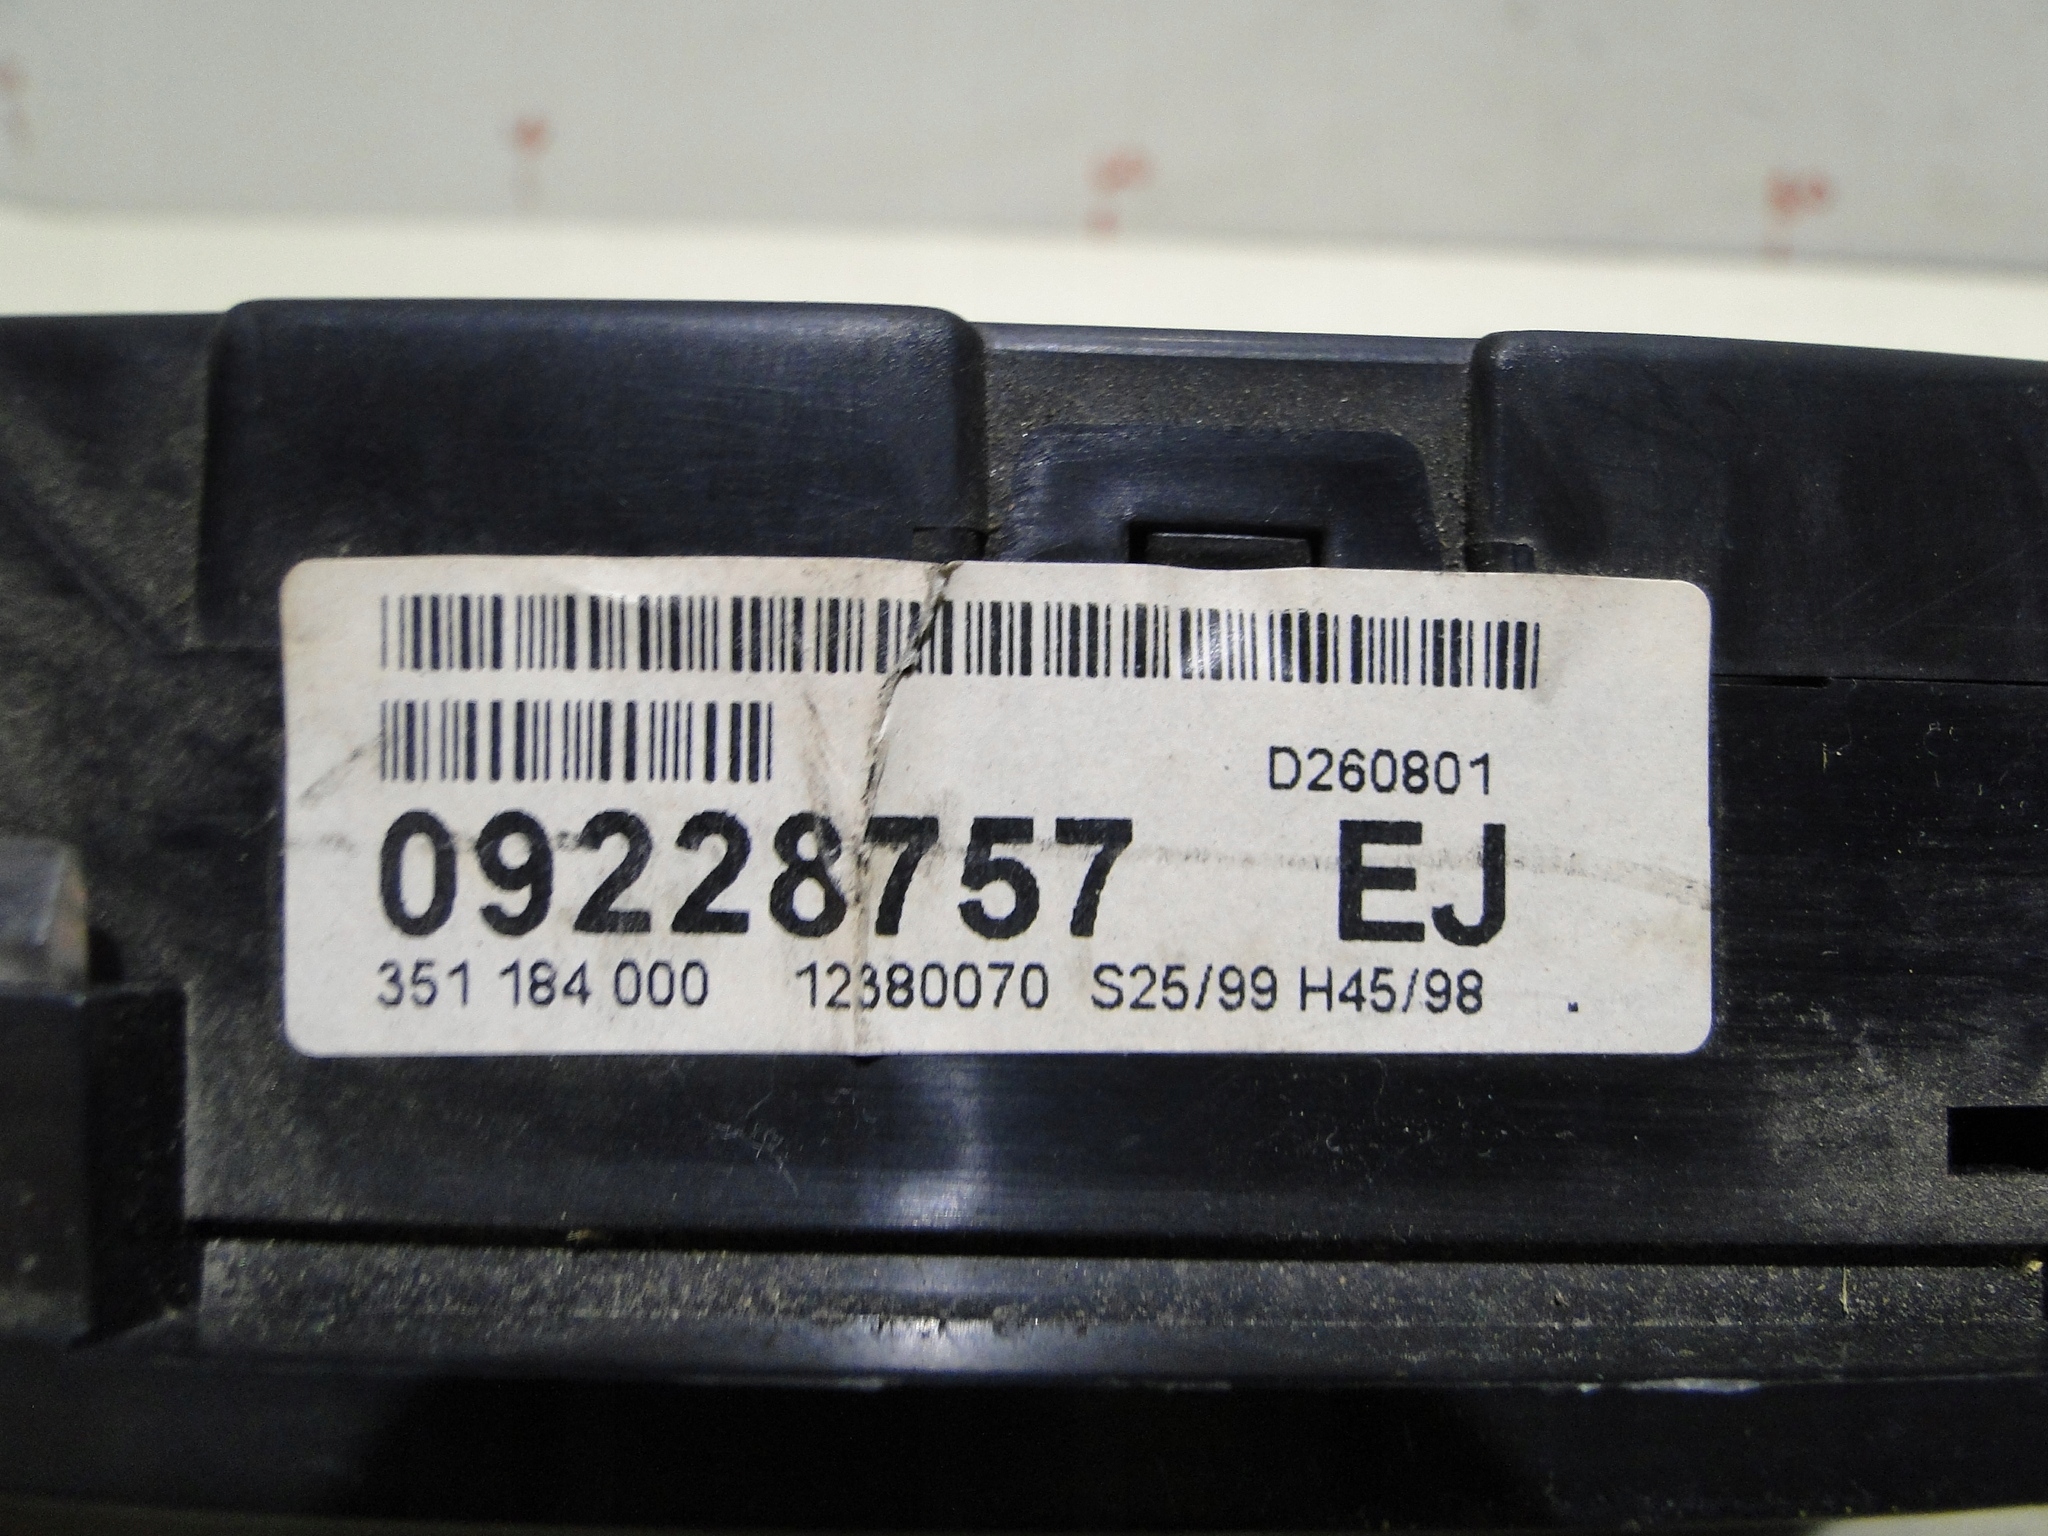 D260801
09228757 EJ
351 184 000 12380070 S25/99 H45/98 .